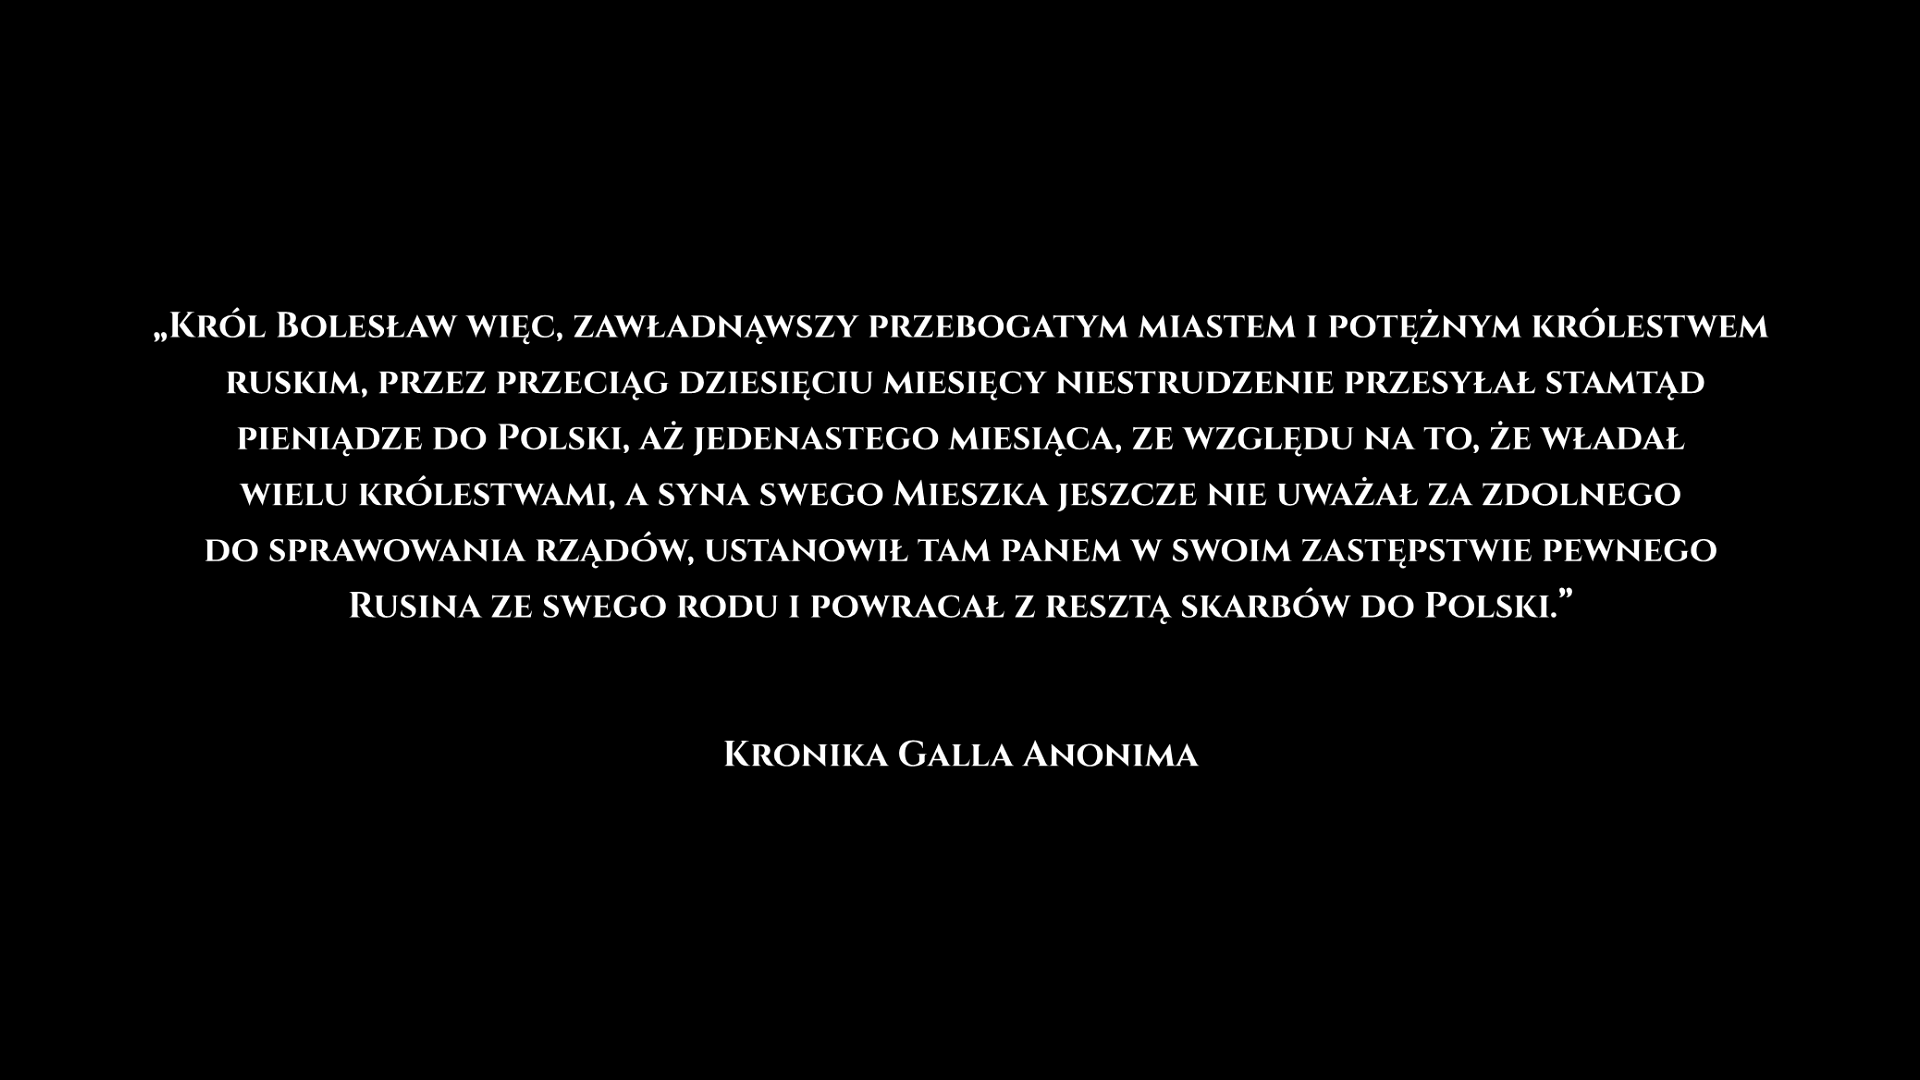 „Król Bolesław więc, zawładnąwszy przebogatym miastem i potężnym królestwem
ruskim, przez przeciąg dziesięciu miesięcy niestrudzenie przesyłał stamtąd
pieniądze do Polski, aż jedenastego miesiąca, ze względu na to, że władał
wielu królestwami, a syna swego Mieszka jeszcze nie uważał za zdolnego
do sprawowania rządów, ustanowił tam panem w swoim zastępstwie pewnego
Rusina ze swego rodu i powracał z resztą skarbów do Polski.”
Kronika Galla Anonima